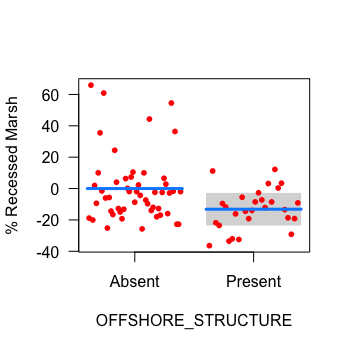 % Recessed Marsh
60
40
20
0
-20
-40
Absent Present
OFFSHORE_STRUCTURE